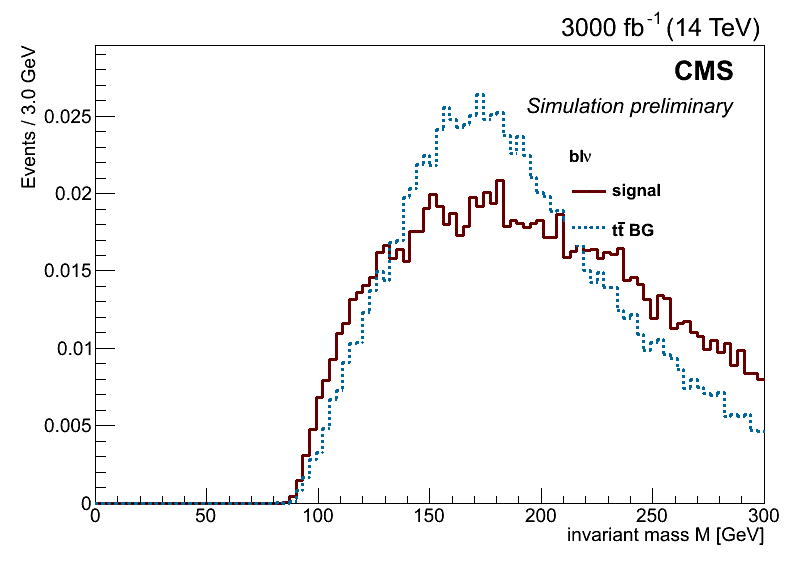 3000 fb⁻¹ (14 TeV)
CMS
Simulation preliminary
blν
signal
tt̄ BG
Events / 3.0 GeV
0.025
0.02
0.015
0.01
0.005
0
0 50 100 150 200 250 300
invariant mass M [GeV]